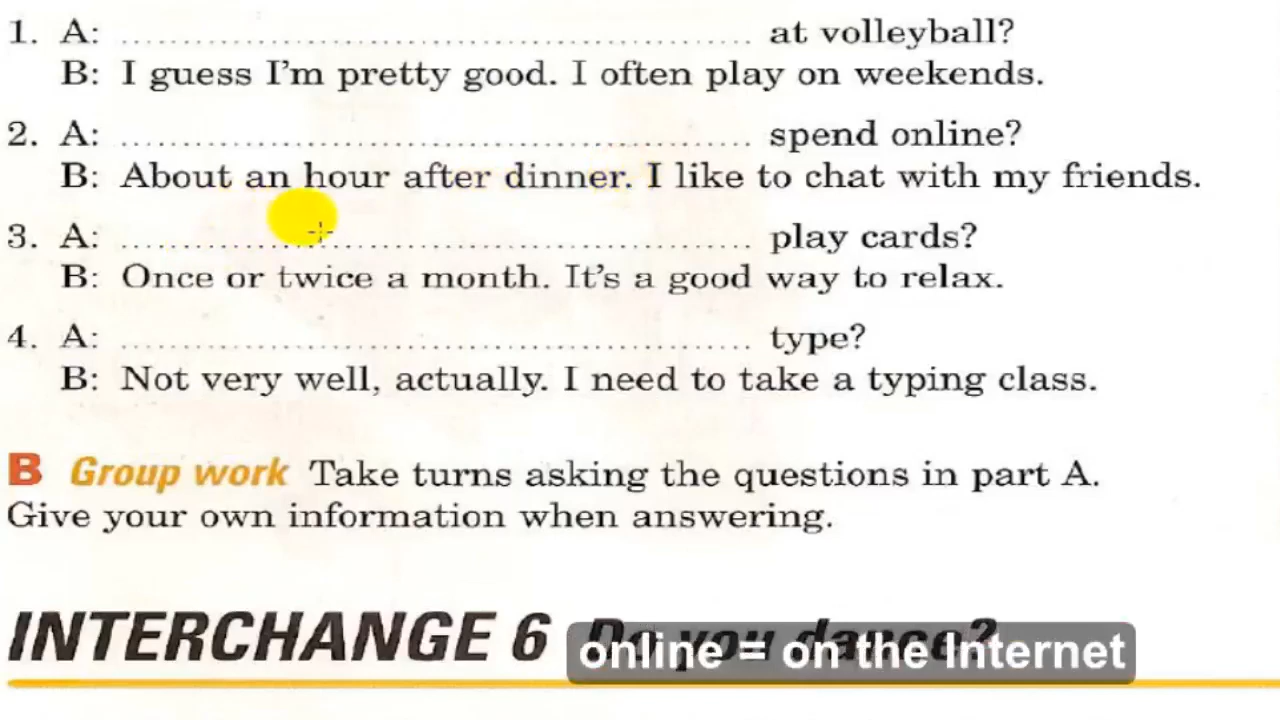 1. A: ............................................................ at volleyball?
B: I guess I'm pretty good. I often play on weekends.
2. A: ............................................................ spend online?
B: About an hour after dinner. I like to chat with my friends.
3. A: ............................................................ play cards?
B: Once or twice a month. It's a good way to relax.
4. A: ............................................................ type?
B: Not very well, actually. I need to take a typing class.
B Group work Take turns asking the questions in part A.
Give your own information when answering.
INTERCHANGE 6 Do you dance?
online = on the Internet